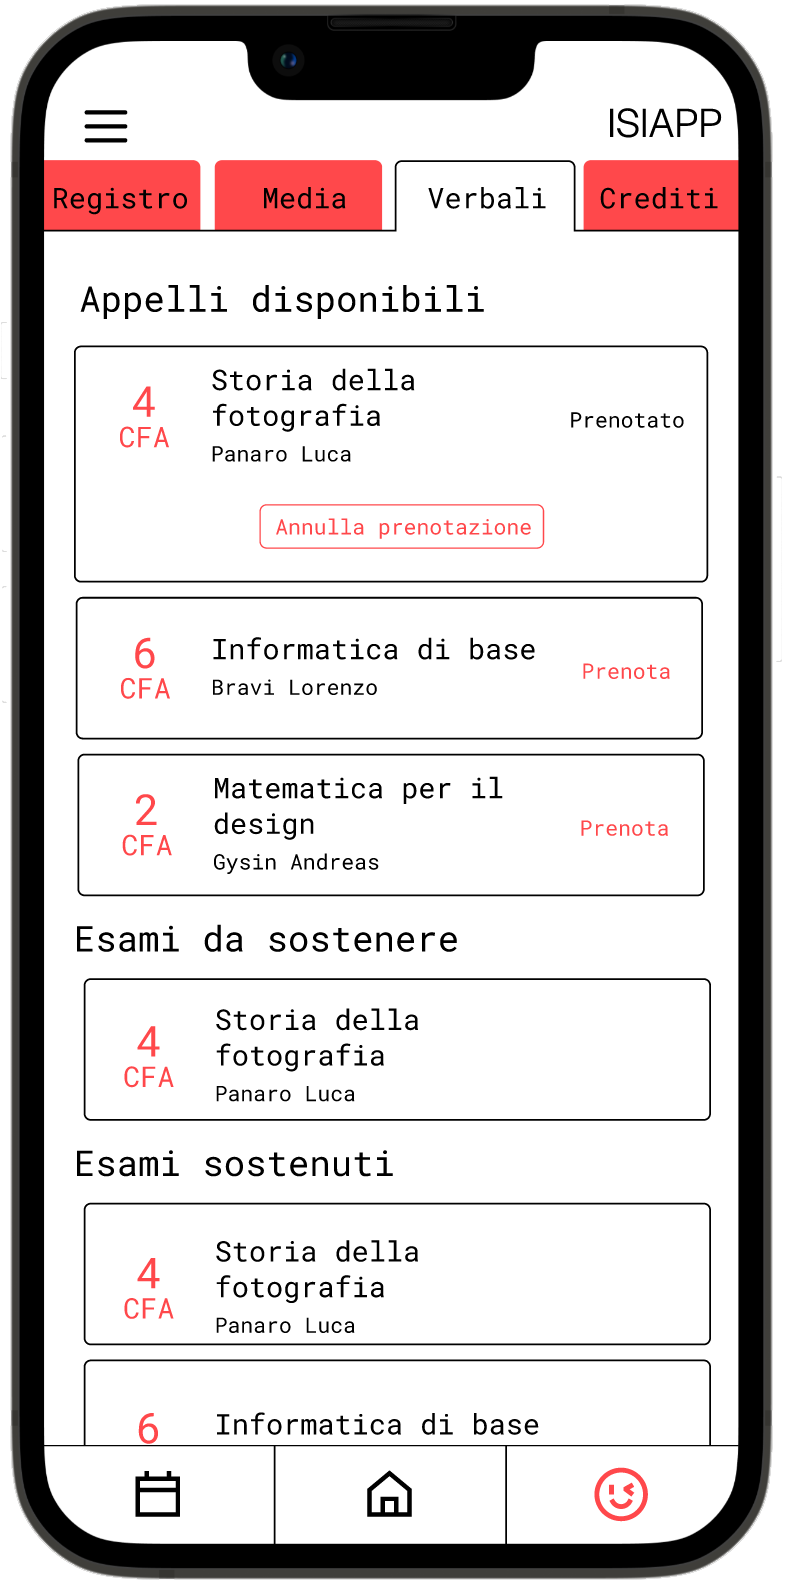 ISIAPP
Registro
Media
Verbali
Crediti
Appelli disponibili
4
CFA
Storia della
fotografia
Panaro Luca
Prenotato
Annulla prenotazione
6
CFA
Informatica di base
Bravi Lorenzo
Prenota
2
CFA
Matematica per il
design
Gysin Andreas
Prenota
Esami da sostenere
4
CFA
Storia della
fotografia
Panaro Luca
Esami sostenuti
4
CFA
Storia della
fotografia
Panaro Luca
6
Informatica di base